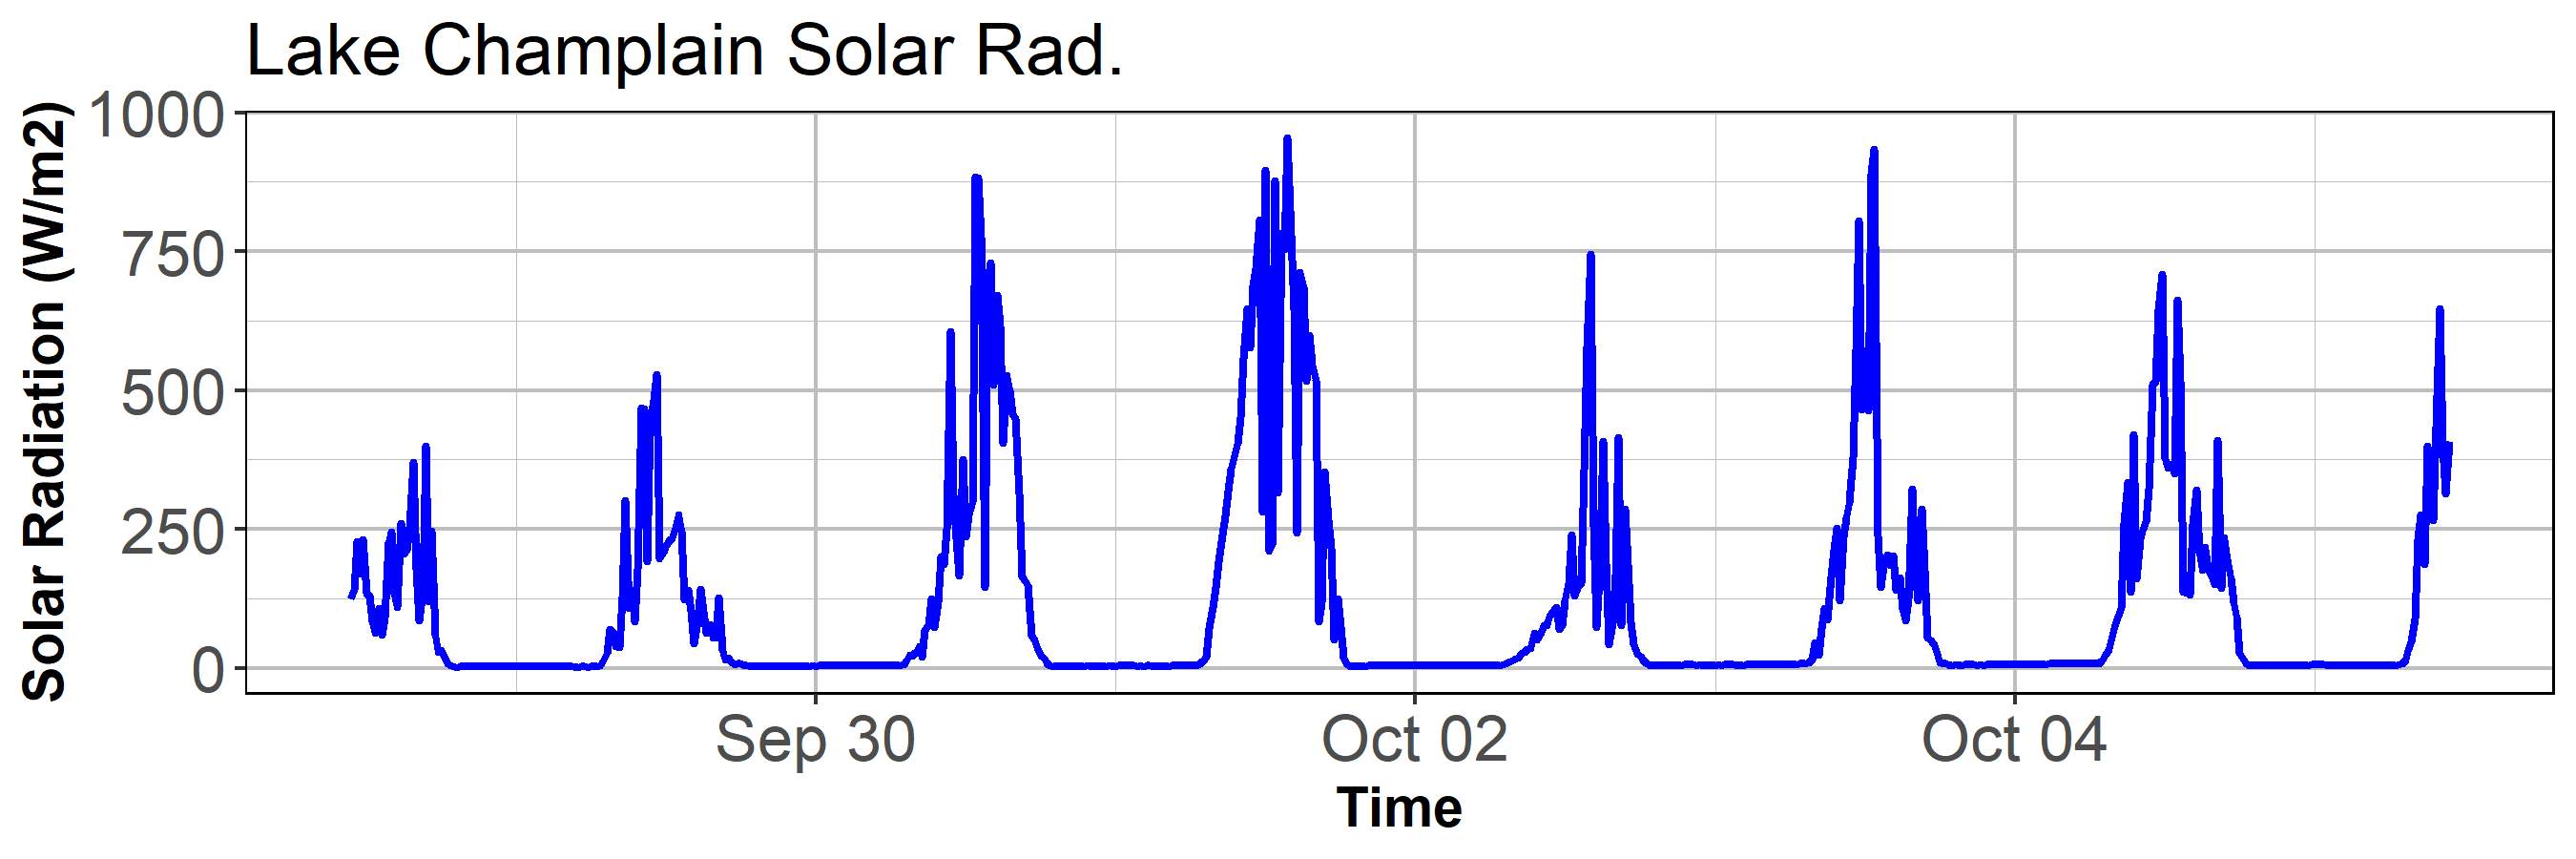 Lake Champlain Solar Rad.
Solar Radiation (W/m2)
1000
750
500
250
0
Sep 30
Oct 02
Oct 04
Time